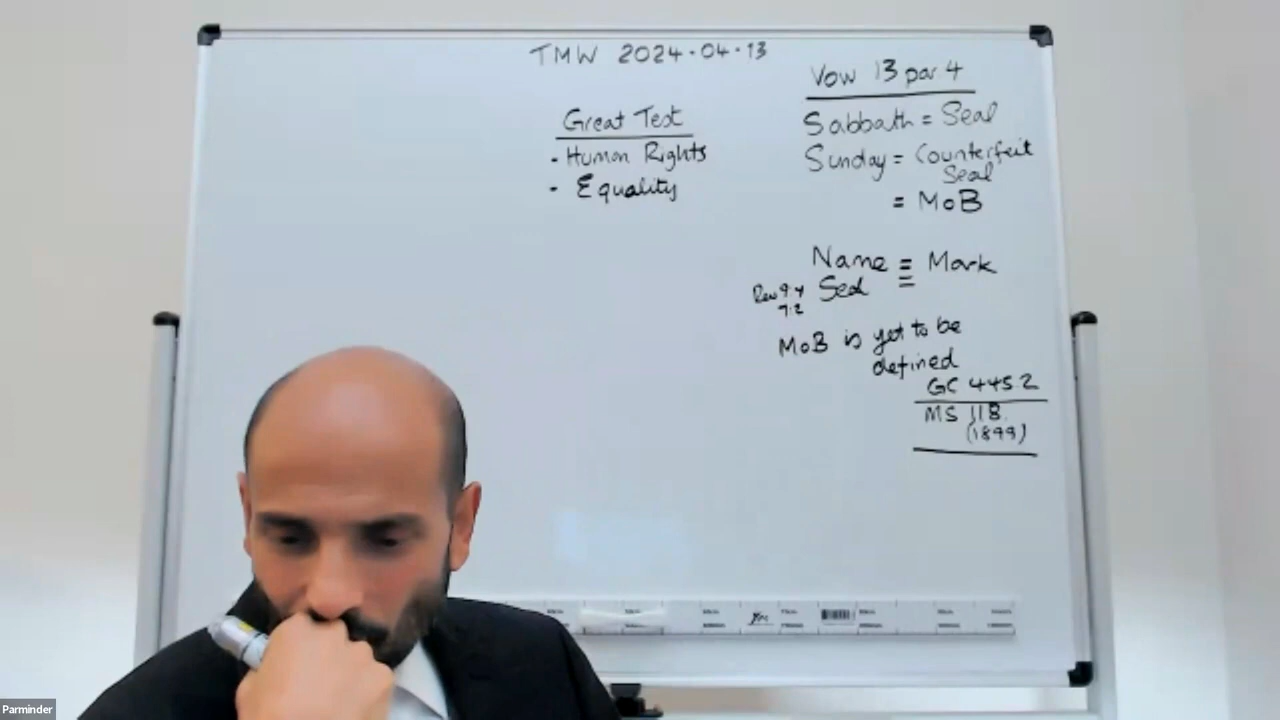 TMW 2024-04-13
Great Test
• Human Rights
• Equality
Vow 13 par 4
Sabbath = Seal
Sunday = Counterfeit
Seal
= MoB
Name = Mark
Rev 9 4
7:2
Seal =
MoB is yet to be
defined
GC 445.2
MS 118
(1899)
Parminder